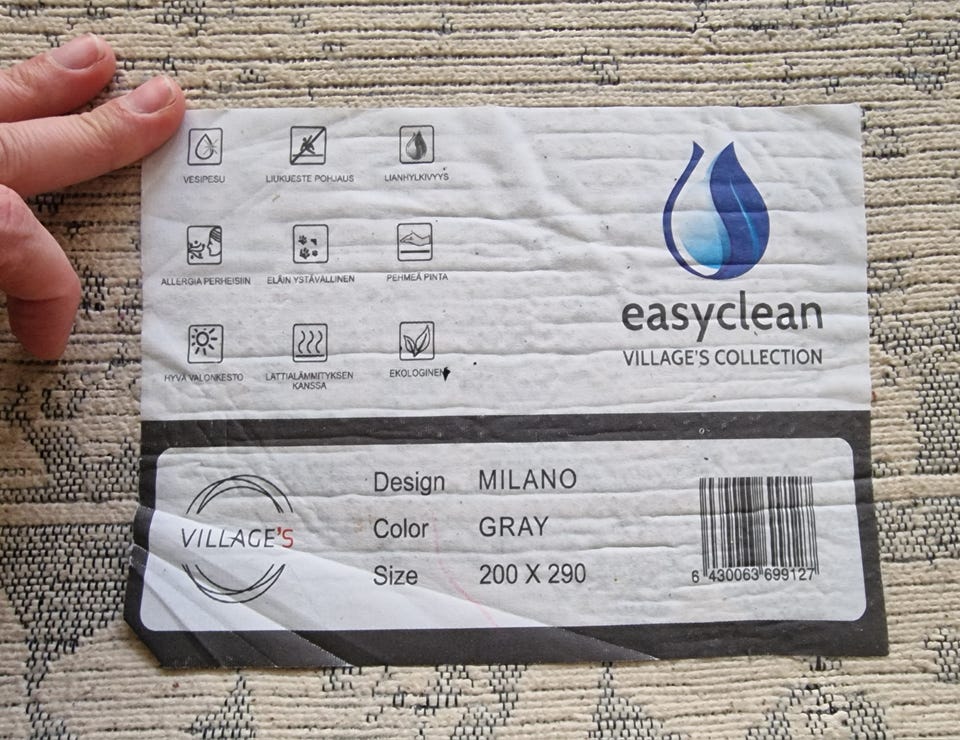 VESIPESU
LIUKUESTE POHJAUS
LIANHYLKIVYYS
ALLERGIA PERHEISIIN
ELÄIN YSTÄVÄLLINEN
PEHMEÄ PINTA
HYVÄ VALONKESTO
LATTIALÄMMITYKSEN
KANSSA
EKOLOGINEN
easyclean
VILLAGE'S COLLECTION
VILLAGE'S
Design MILANO
Color GRAY
Size 200 X 290
6 430063 699127